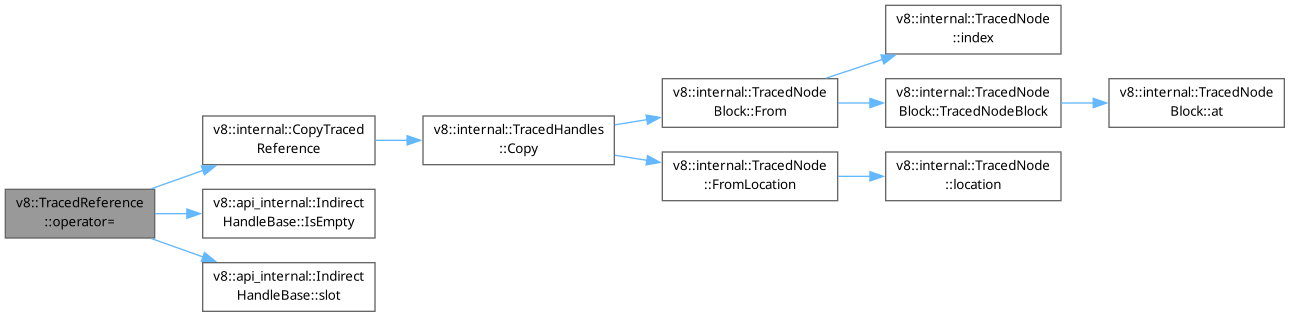 v8::TracedReference
::operator=
v8::internal::CopyTraced
Reference
v8::api_internal::Indirect
HandleBase::IsEmpty
v8::api_internal::Indirect
HandleBase::slot
v8::internal::TracedHandles
::Copy
v8::internal::TracedNode
Block::From
v8::internal::TracedNode
::FromLocation
v8::internal::TracedNode
::index
v8::internal::TracedNode
Block::TracedNodeBlock
v8::internal::TracedNode
::location
v8::internal::TracedNode
Block::at